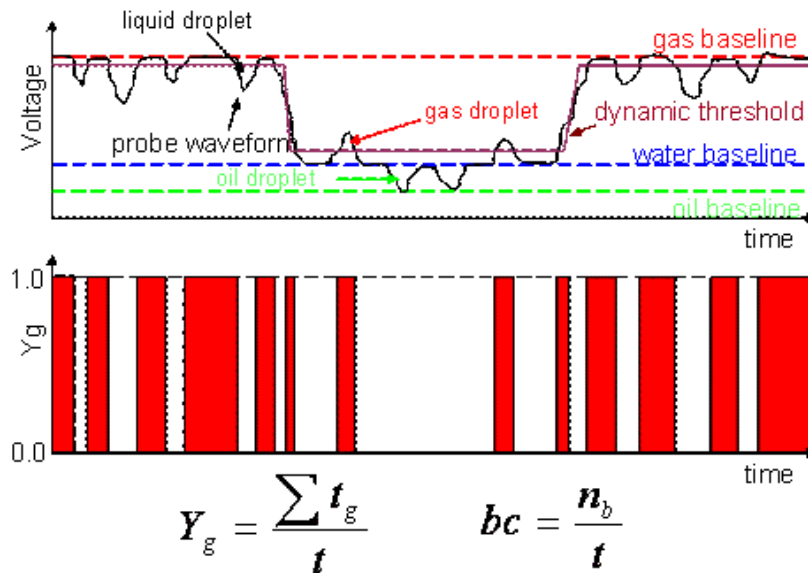 liquid droplet
gas baseline
Voltage
gas droplet
dynamic threshold
probe waveform
water baseline
oil droplet
oil baseline
time
1.0
Yg
0.0
time
Y_g = ∑ t_g / t
bc = n_b / t